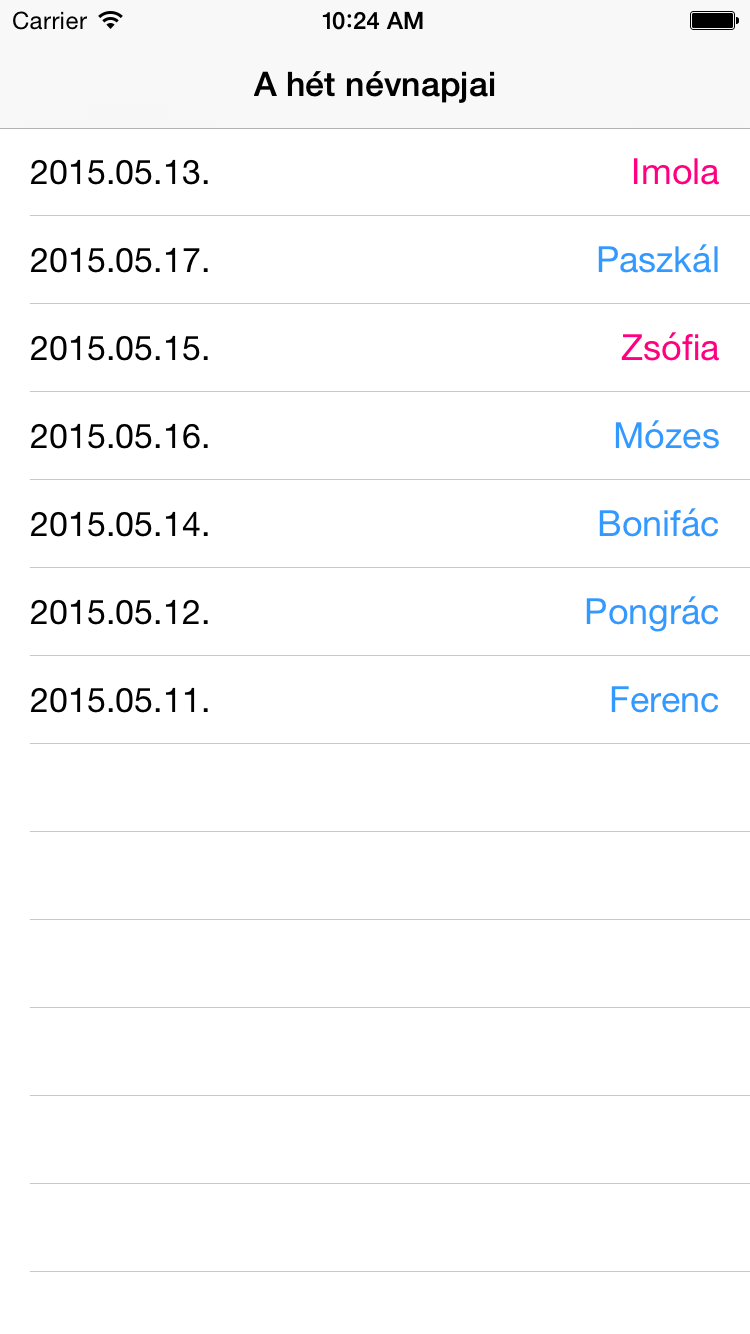 Carrier 10:24 AM
A hét névnapjai
2015.05.13. Imola
2015.05.17. Paszkál
2015.05.15. Zsófia
2015.05.16. Mózes
2015.05.14. Bonifác
2015.05.12. Pongrác
2015.05.11. Ferenc